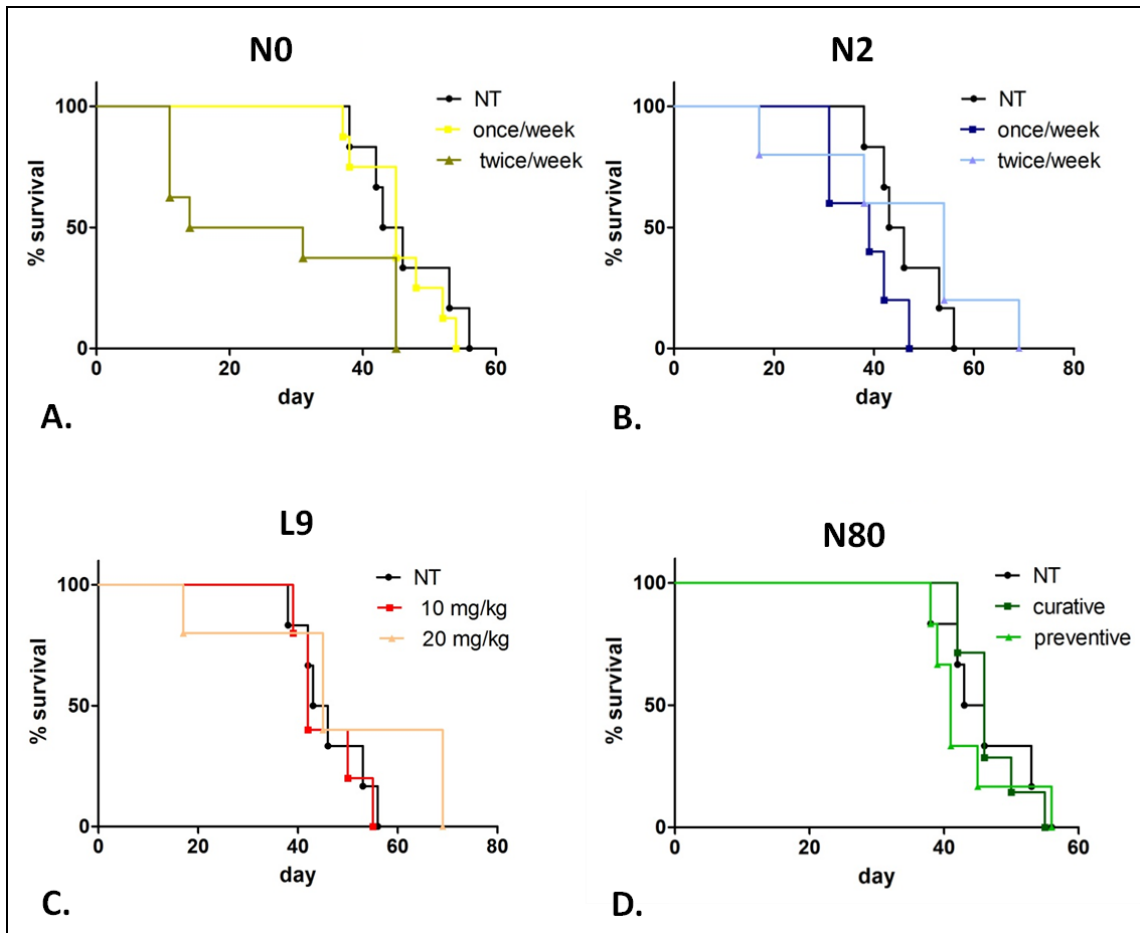 N0
100
50
0
% survival
0
20
40
60
day
NT
once/week
twice/week
A.
N2
100
50
0
% survival
0
20
40
60
80
day
NT
once/week
twice/week
B.
L9
100
50
0
% survival
0
20
40
60
80
day
NT
10 mg/kg
20 mg/kg
C.
N80
100
50
0
% survival
0
20
40
60
day
NT
curative
preventive
D.